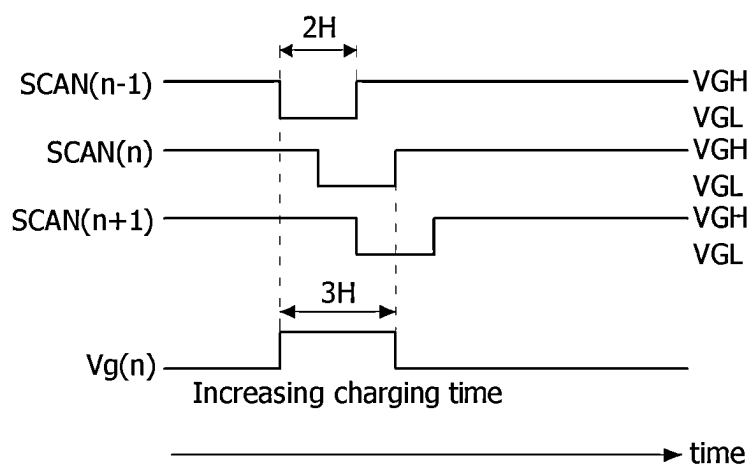 2H
SCAN(n-1)
VGH
VGL
SCAN(n)
VGH
VGL
SCAN(n+1)
VGH
VGL
3H
Vg(n)
Increasing charging time
time